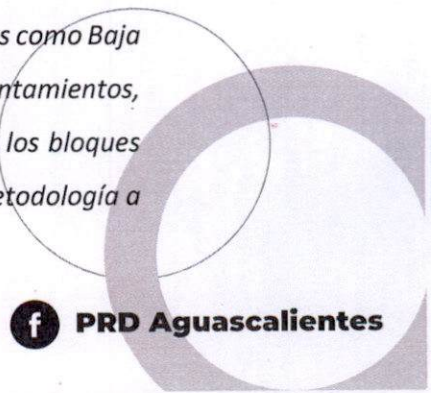 s como Baja
ntamientos,
los bloques
etodología a
f PRD Aguascalientes